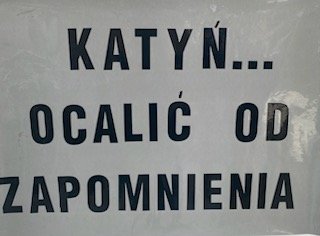 KATYŃ...
OCALIĆ OD
ZAPOMNIENIA